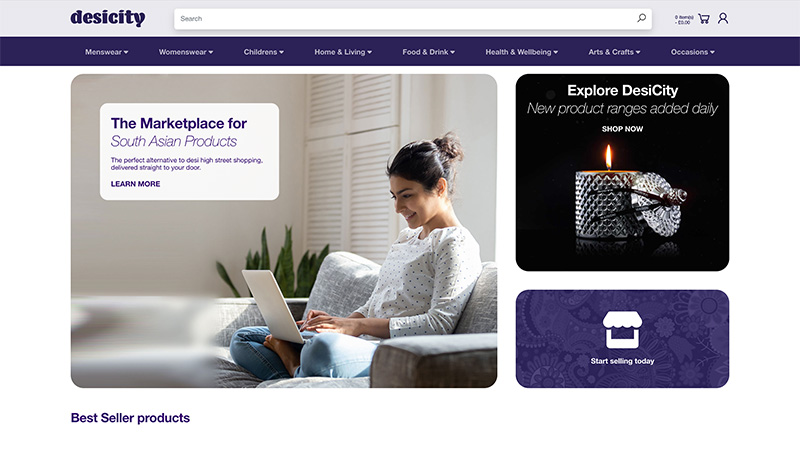 desicity
Search
0 item(s)
- £0.00
Menswear
Womenswear
Childrens
Home & Living
Food & Drink
Health & Wellbeing
Arts & Crafts
Occasions
The Marketplace for
South Asian Products
The perfect alternative to desi high street shopping,
delivered straight to your door.
LEARN MORE
Explore DesiCity
New product ranges added daily
SHOP NOW
Start selling today
Best Seller products